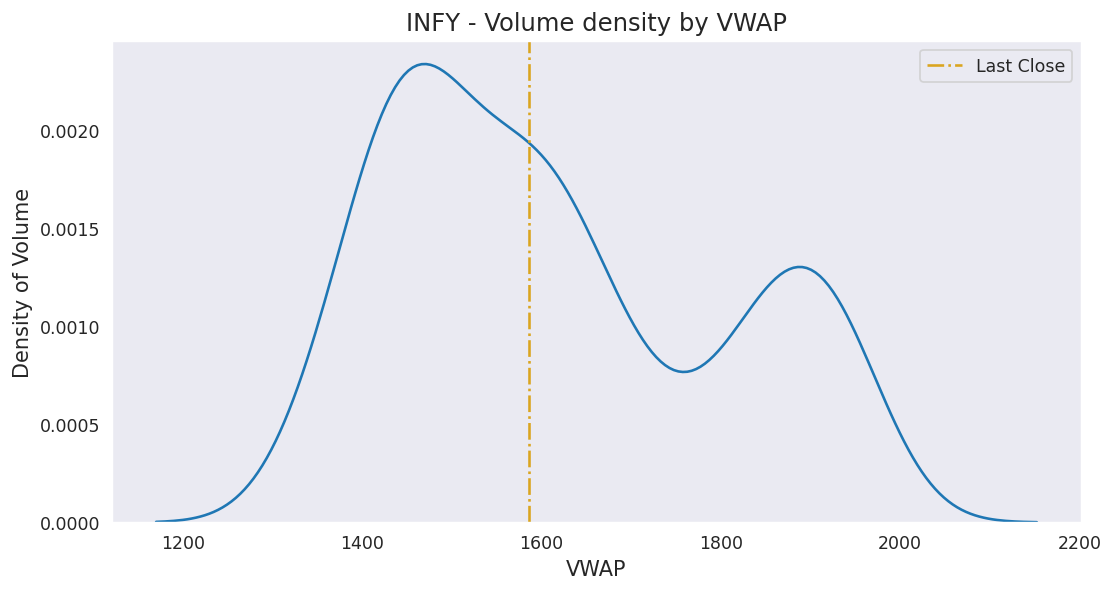 INFY - Volume density by VWAP
Last Close
Density of Volume
0.0020
0.0015
0.0010
0.0005
0.0000
1200 1400 1600 1800 2000 2200
VWAP